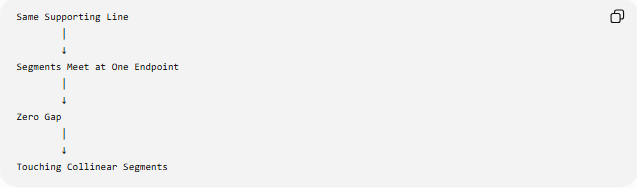 Same Supporting Line
│
↓
Segments Meet at One Endpoint
│
↓
Zero Gap
│
↓
Touching Collinear Segments